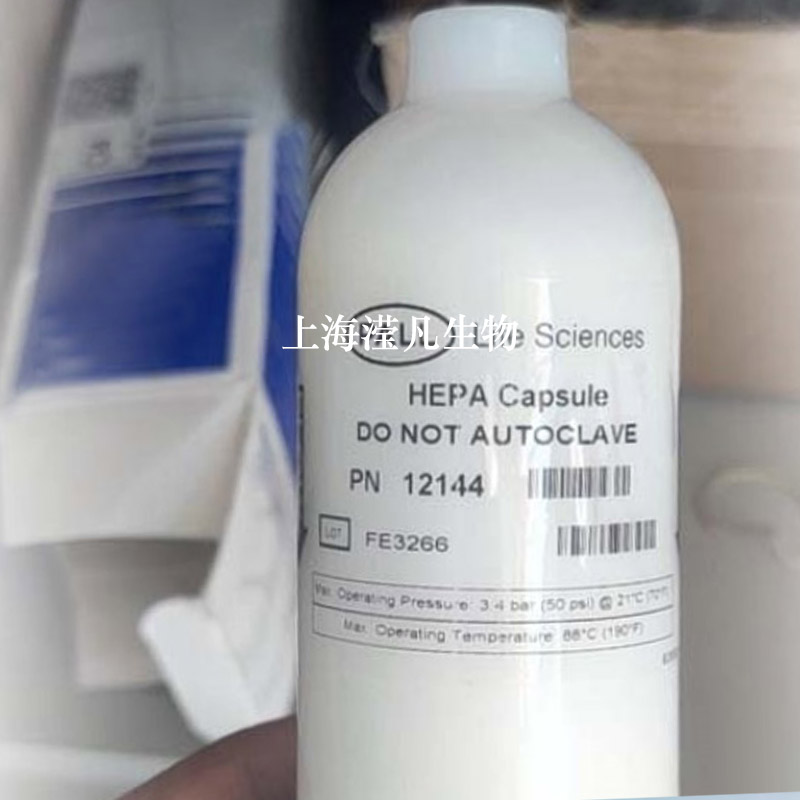 上海滢凡生物
Sciences
HEPA Capsule
DO NOT AUTOCLAVE
PN 12144
LOT FE3266
Max. Operating Pressure: 3.4 bar (50 psi) @ 21°C (70°F)
Max. Operating Temperature: 88°C (190°F)